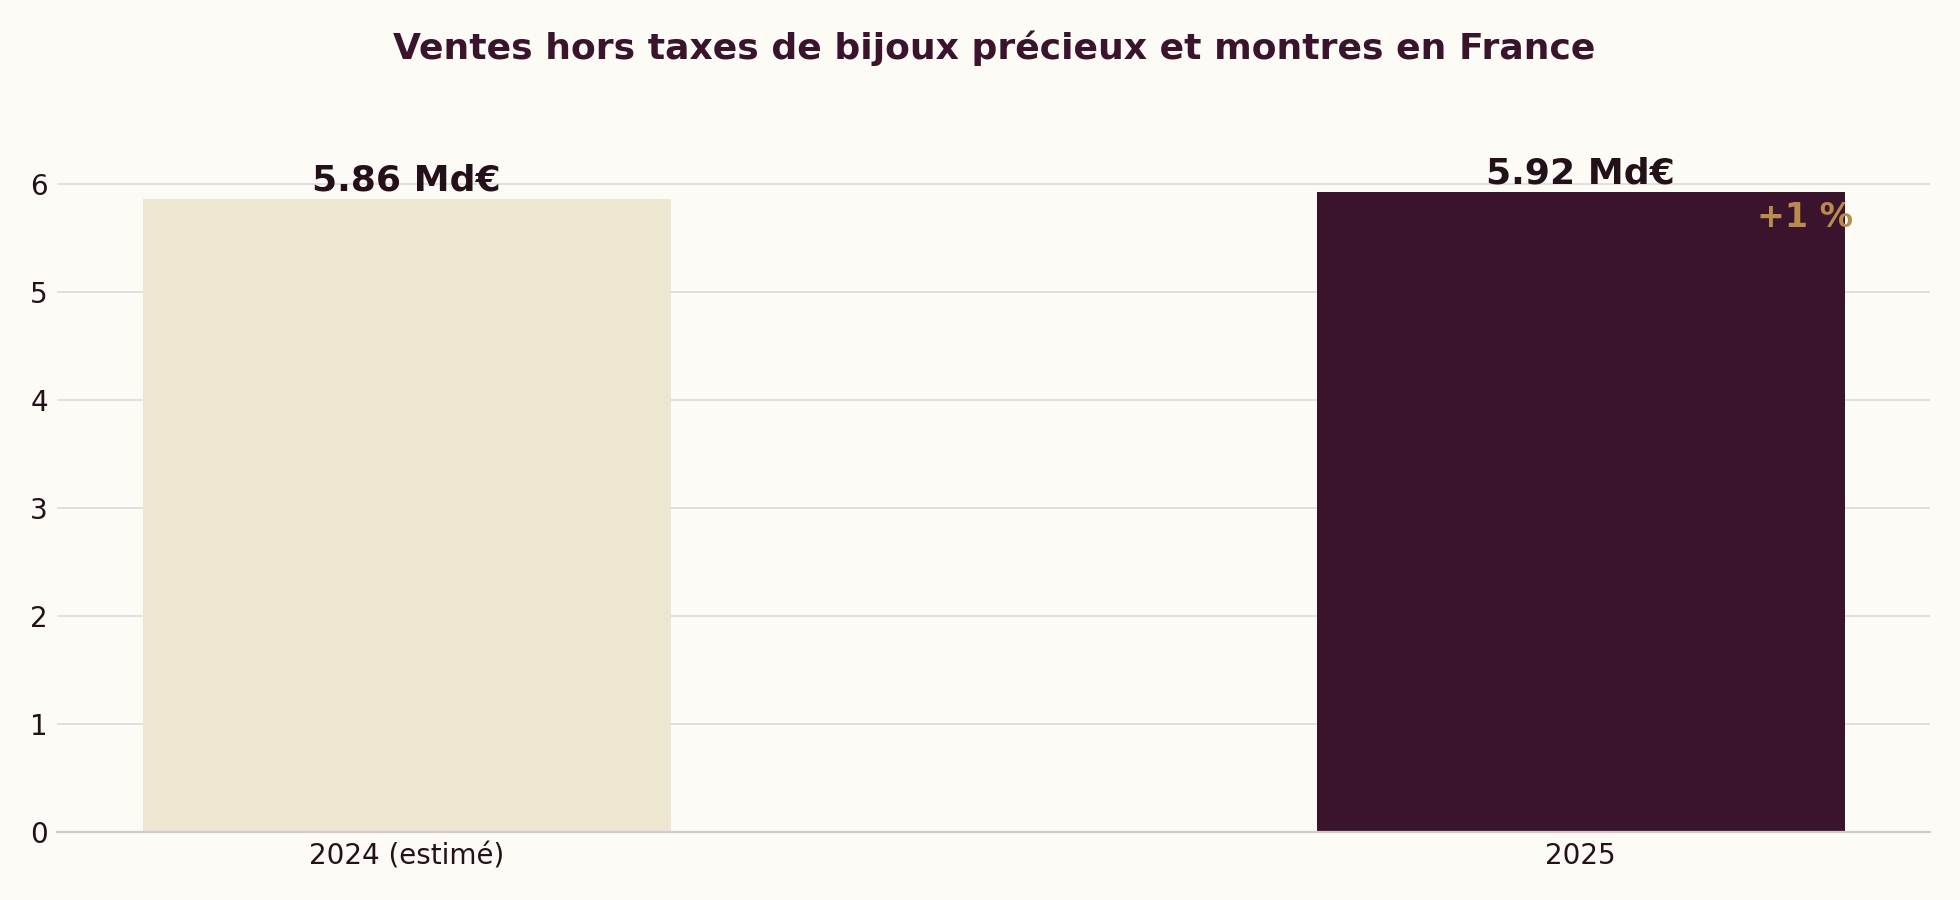 Ventes hors taxes de bijoux précieux et montres en France
5.86 Md€
5.92 Md€
+1 %
6
5
4
3
2
1
0
2024 (estimé)
2025